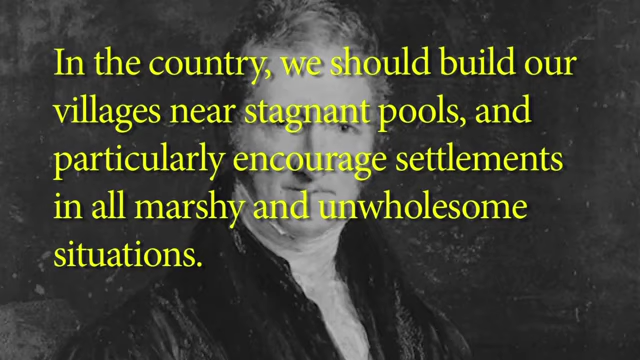 In the country, we should build our
villages near stagnant pools, and
particularly encourage settlements
in all marshy and unwholesome
situations.